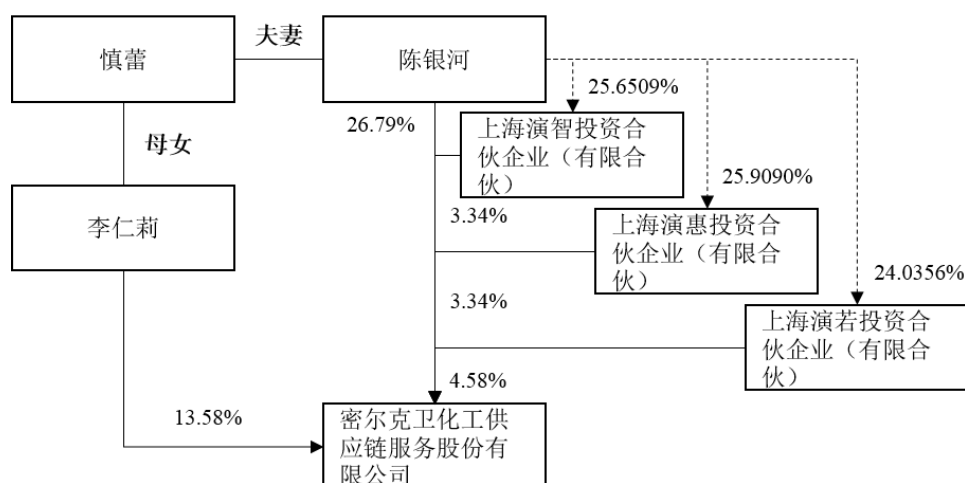 慎蕾
夫妻
陈银河
25.6509%
26.79%
上海演智投资合
伙企业（有限合
伙）
母女
25.9090%
李仁莉
3.34%
上海演惠投资合
伙企业（有限合
伙）
24.0356%
3.34%
上海演若投资合
伙企业（有限合
伙）
4.58%
13.58%
密尔克卫化工供
应链服务股份有
限公司